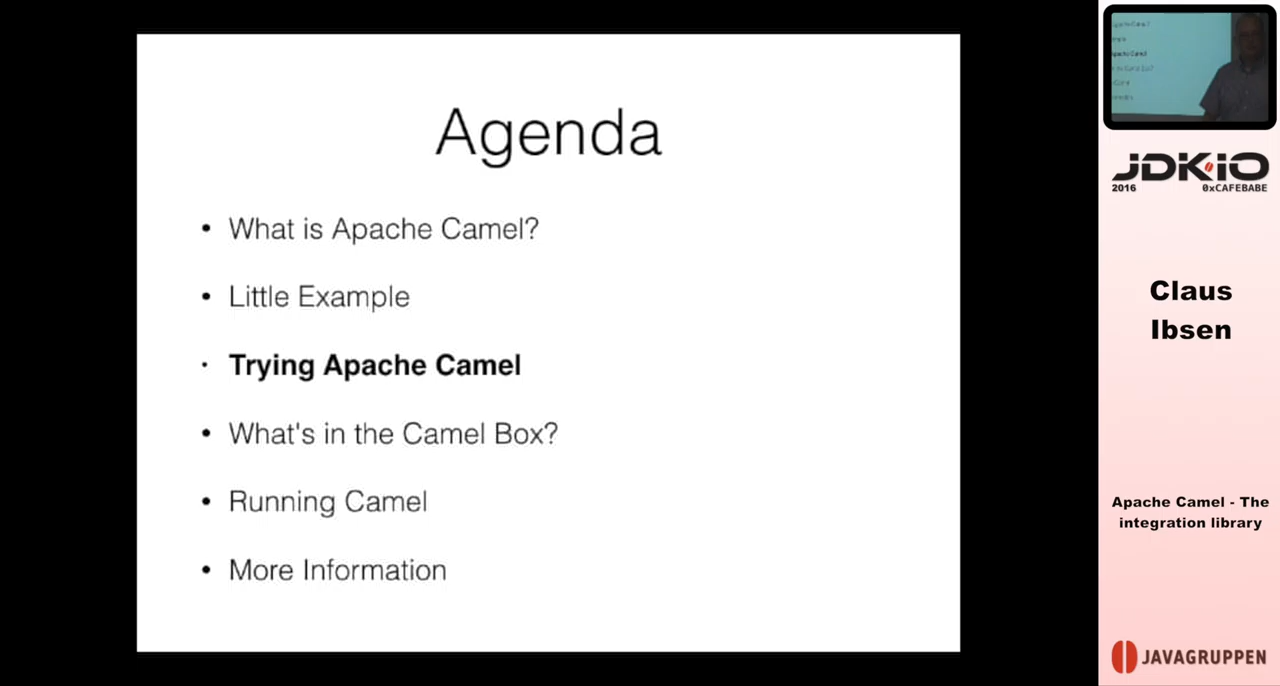 Agenda
• What is Apache Camel?
• Little Example
• Trying Apache Camel
• What's in the Camel Box?
• Running Camel
• More Information
JDK.iO
2016 0xCAFEBABE
Claus
Ibsen
Apache Camel - The
integration library
JAVAGRUPPEN